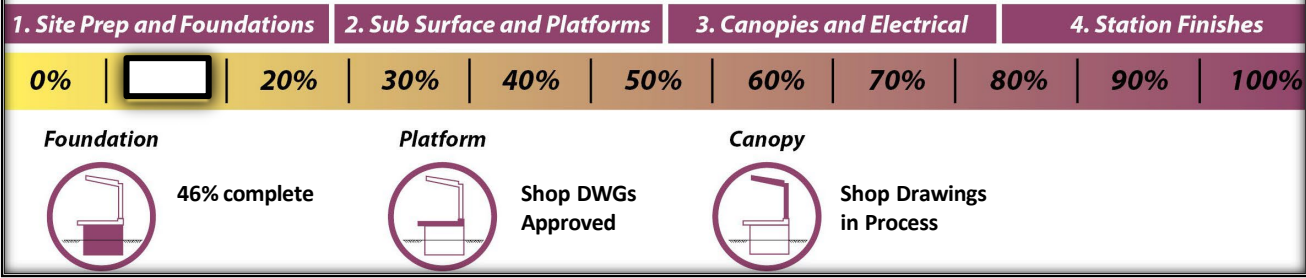 1. Site Prep and Foundations 2. Sub Surface and Platforms 3. Canopies and Electrical 4. Station Finishes
0% 20% 30% 40% 50% 60% 70% 80% 90% 100%
Foundation Platform Canopy
46% complete
Shop DWGs
Approved
Shop Drawings
in Process